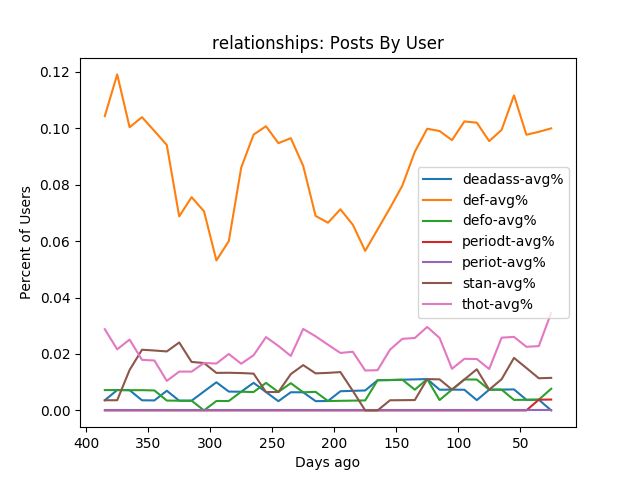 relationships: Posts By User
Percent of Users
0.12
0.10
0.08
0.06
0.04
0.02
0.00
deadass-avg%
def-avg%
defo-avg%
periodt-avg%
periot-avg%
stan-avg%
thot-avg%
400 350 300 250 200 150 100 50
Days ago